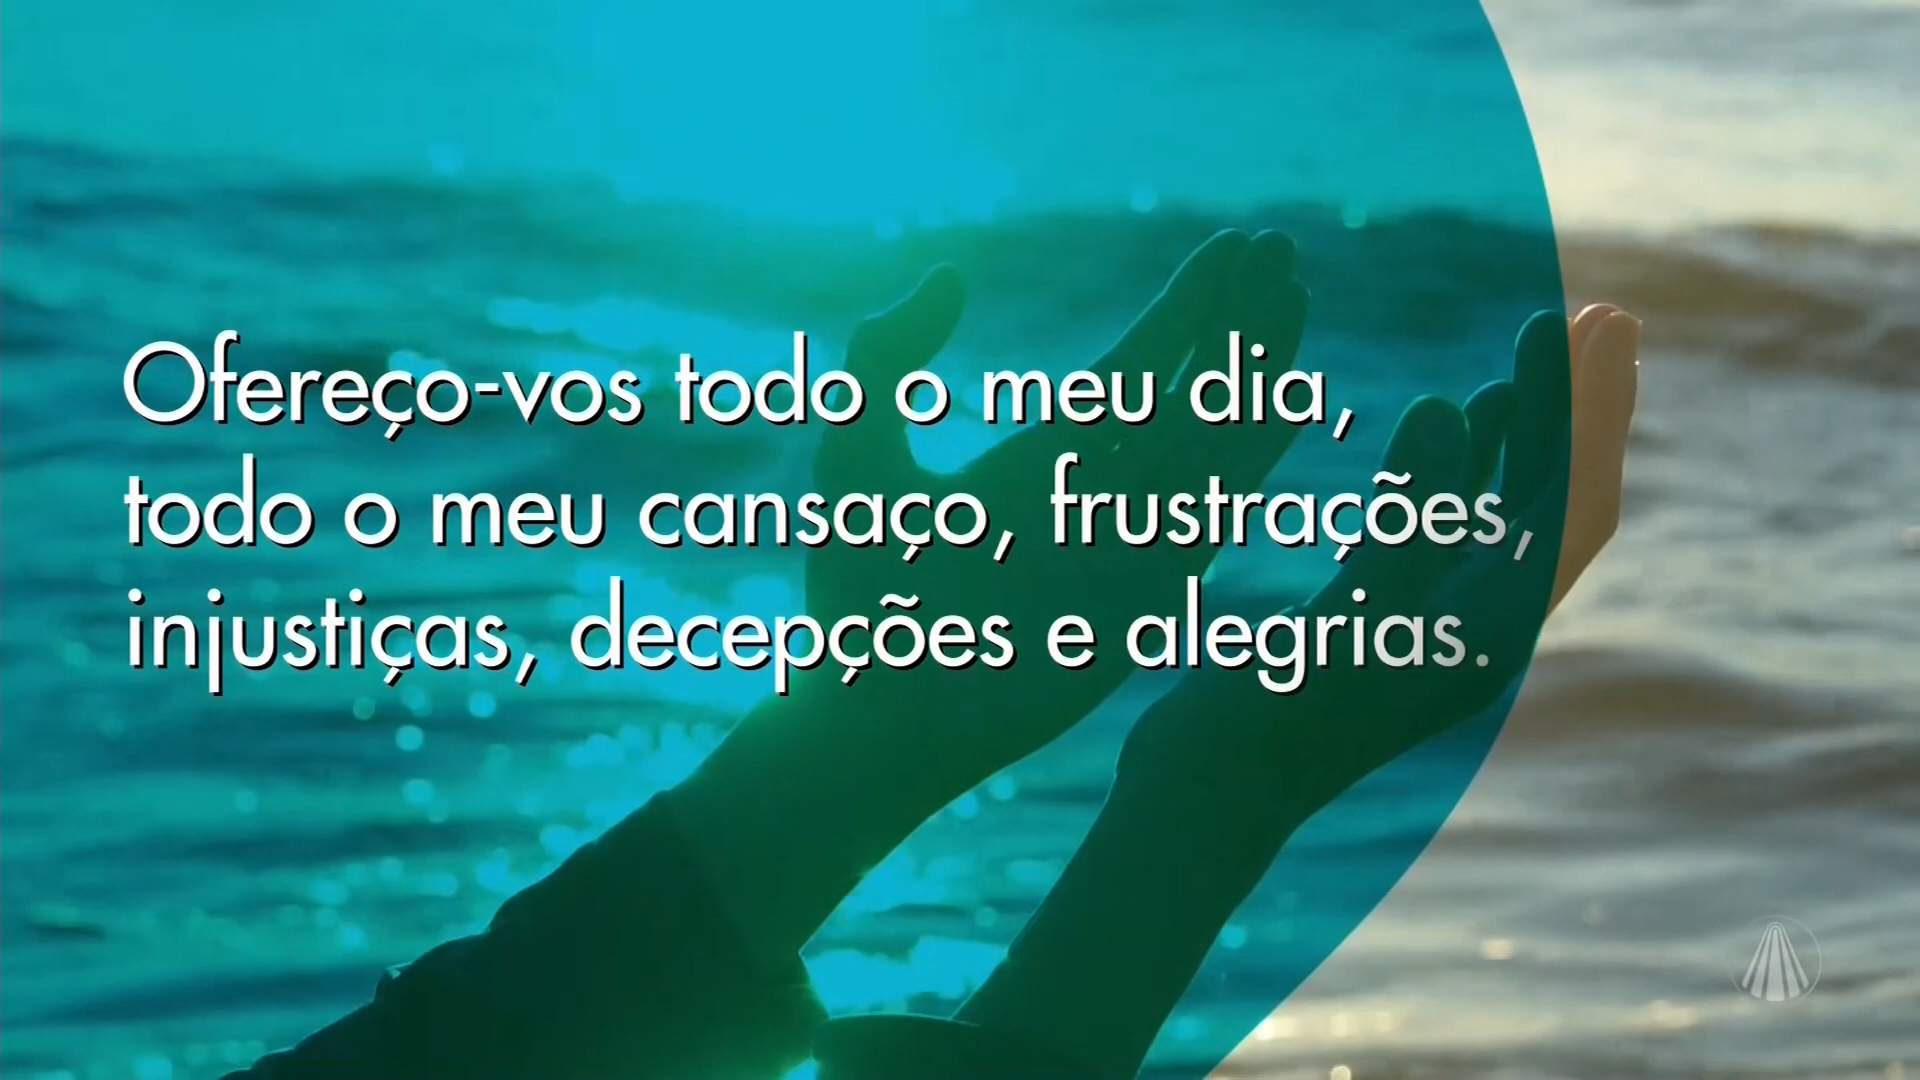 Ofereço-vos todo o meu dia,
todo o meu cansaço, frustrações,
injustiças, decepções e alegrias.